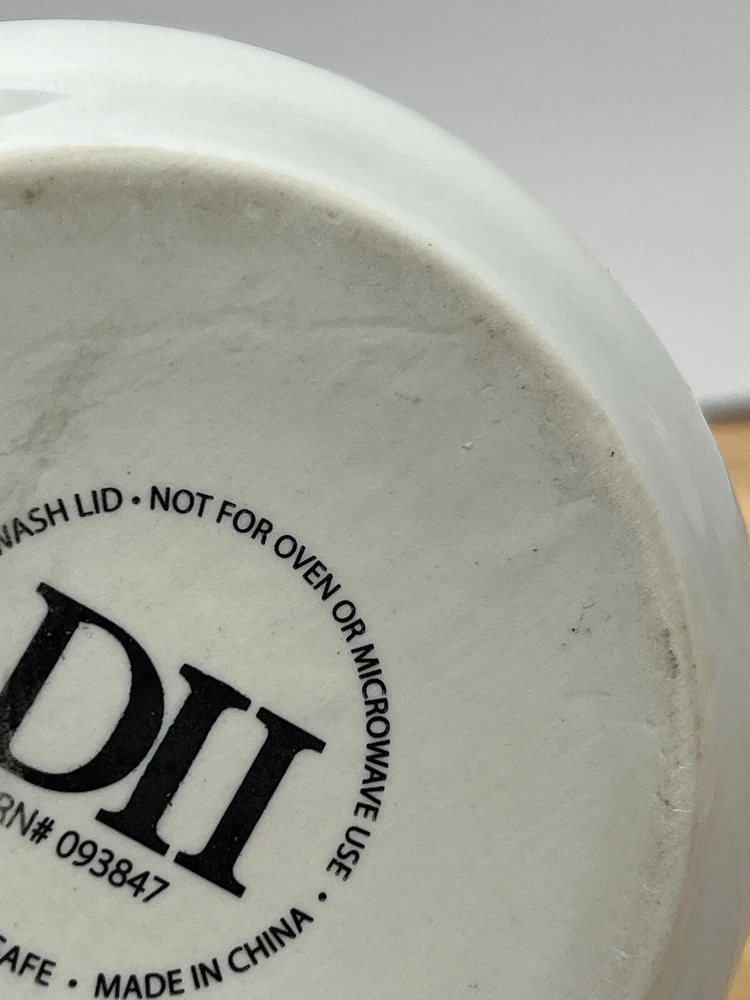 WASH LID • NOT FOR OVEN OR MICROWAVE USE •
DII
RN# 093847
SAFE • MADE IN CHINA